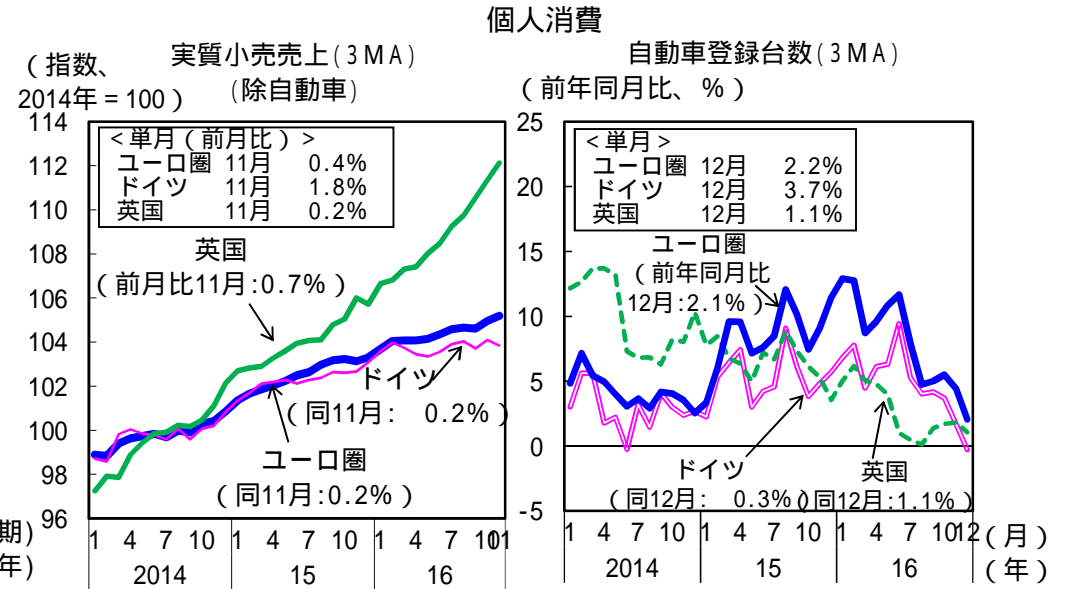 個人消費
実質小売売上(3MA)
(除自動車)
(指数、
2014年=100)
114
112
110
108
106
104
102
100
98
96
<単月(前月比)>
ユーロ圏 11月 0.4%
ドイツ 11月 1.8%
英国 11月 0.2%
英国
(前月比11月:0.7%)
ドイツ
(同11月: 0.2%)
ユーロ圏
(同11月:0.2%)
期)
年)
1 4 7 10 1 4 7 10 1 4 7 10
2014 15 16
自動車登録台数(3MA)
(前年同月比、%)
25
20
15
10
5
0
-5
<単月>
ユーロ圏 12月 2.2%
ドイツ 12月 3.7%
英国 12月 1.1%
ユーロ圏
(前年同月比
12月:2.1%)
ドイツ
(同12月: 0.3%)
英国
(同12月:1.1%)
1 4 7 10 1 4 7 10 1 4 7 10 12 (月)
2014 15 16 (年)